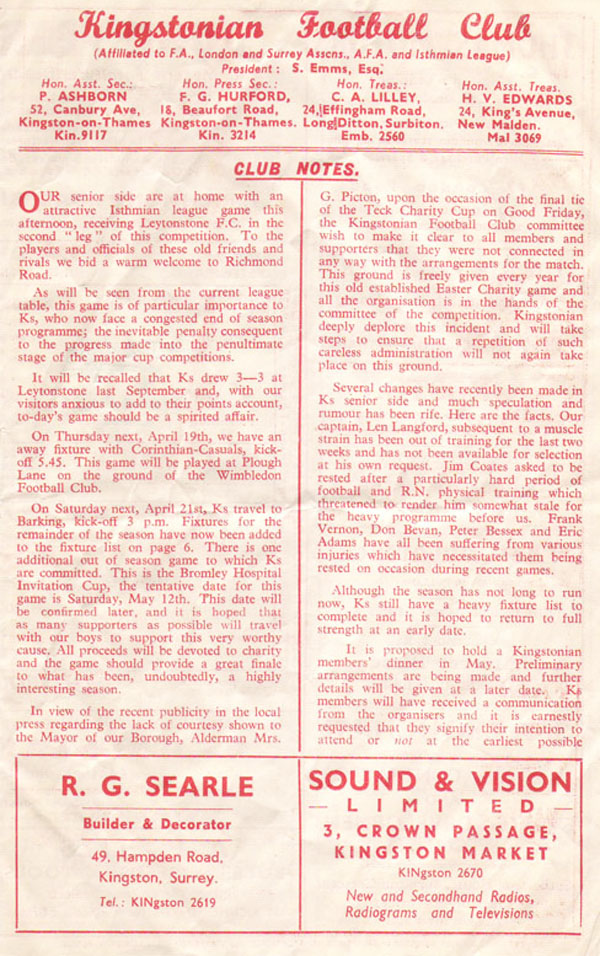 Kingstonian Football Club
(Affiliated to F.A., London and Surrey Asscns., A.F.A. and Isthmian League)
President : S. Emms, Esq.
Hon. Asst. Sec.:
P. ASHBORN
52, Canbury Ave,
Kingston-on-Thames
Kin. 9117
Hon. Press Sec.:
F. G. HURFORD,
18, Beaufort Road,
Kingston-on-Thames.
Kin. 3214
Hon. Treas.:
C. A. LILLEY,
24, Effingham Road,
Long Ditton, Surbiton.
Emb. 2560
Hon. Asst. Treas.
H. V. EDWARDS
24, King's Avenue,
New Malden.
Mal 3069
CLUB NOTES.
OUR senior side are at home with an
attractive Isthmian league game this
afternoon, receiving Leytonstone F.C. in the
second "leg" of this competition. To the
players and officials of these old friends and
rivals we bid a warm welcome to Richmond
Road.
As will be seen from the current league
table, this game is of particular importance to
Ks, who now face a congested end of season
programme; the inevitable penalty consequent
to the progress made into the penultimate
stage of the major cup competitions.
It will be recalled that Ks drew 3—3 at
Leytonstone last September and, with our
visitors anxious to add to their points account,
to-day's game should be a spirited affair.
On Thursday next, April 19th, we have an
away fixture with Corinthian-Casuals, kick-
off 5.45. This game will be played at Plough
Lane on the ground of the Wimbledon
Football Club.
On Saturday next, April 21st, Ks travel to
Barking, kick-off 3 p.m. Fixtures for the
remainder of the season have now been added
to the fixture list on page 6. There is one
additional out of season game to which Ks
are committed. This is the Bromley Hospital
Invitation Cup, the tentative date for this
game is Saturday, May 12th. This date will
be confirmed later, and it is hoped that
as many supporters as possible will travel
with our boys to support this very worthy
cause. All proceeds will be devoted to charity
and the game should provide a great finale
to what has been, undoubtedly, a highly
interesting season.
In view of the recent publicity in the local
press regarding the lack of courtesy shown to
the Mayor of our Borough, Alderman Mrs.
G. Picton, upon the occasion of the final tie
of the Teck Charity Cup on Good Friday,
the Kingstonian Football Club committee
wish to make it clear to all members and
supporters that they were not connected in
any way with the arrangements for the match.
This ground is freely given every year for
this old established Easter Charity game and
all the organisation is in the hands of the
committee of the competition. Kingstonian
deeply deplore this incident and will take
steps to ensure that a repetition of such
careless administration will not again take
place on this ground.
Several changes have recently been made in
Ks senior side and much speculation and
rumour has been rife. Here are the facts. Our
captain, Len Langford, subsequent to a muscle
strain has been out of training for the last two
weeks and has not been available for selection
at his own request. Jim Coates asked to be
rested after a particularly hard period of
football and R.N. physical training which
threatened to render him somewhat stale for
the heavy programme before us. Frank
Vernon, Don Bevan, Peter Bessex and Eric
Adams have all been suffering from various
injuries which have necessitated them being
rested on occasion during recent games.
Although the season has not long to run
now, Ks still have a heavy fixture list to
complete and it is hoped to return to full
strength at an early date.
It is proposed to hold a Kingstonian
members' dinner in May. Preliminary
arrangements are being made and further
details will be given at a later date. Ks
members will have received a communication
from the organisers and it is earnestly
requested that they signify their intention to
attend or not at the earliest possible
R. G. SEARLE
Builder & Decorator
49, Hampden Road,
Kingston, Surrey.
Tel.: KINgston 2619
SOUND & VISION
LIMITED
3, CROWN PASSAGE,
KINGSTON MARKET
KINgston 2670
New and Secondhand Radios,
Radiograms and Televisions